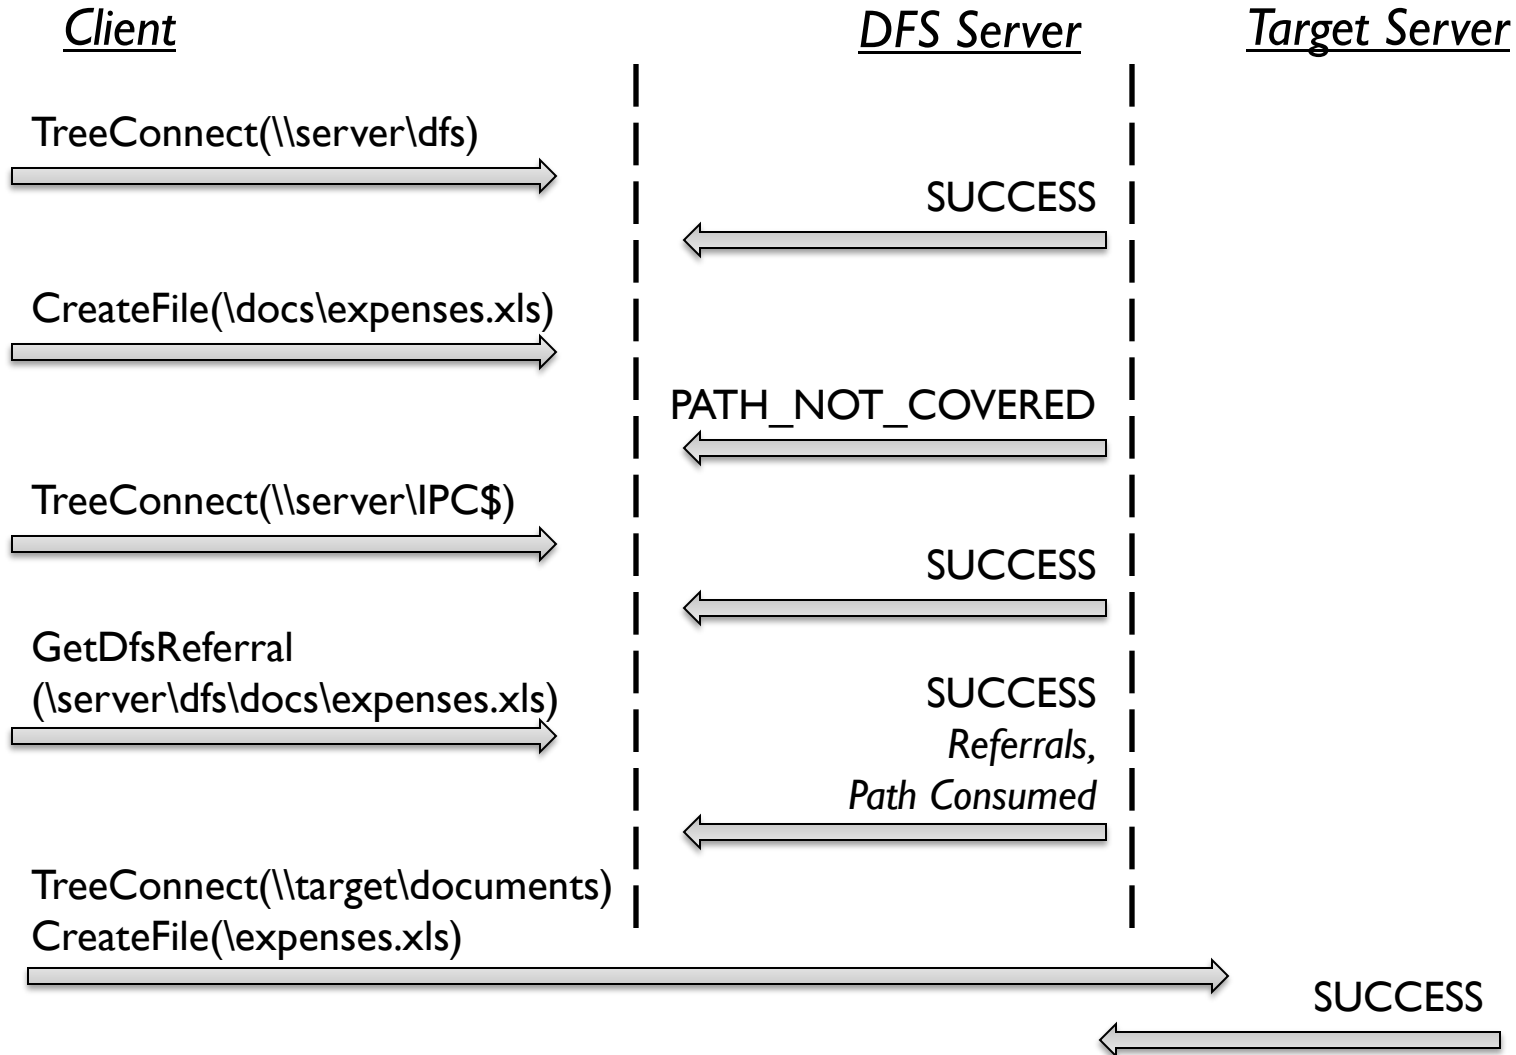 Client
DFS Server
Target Server
TreeConnect(\\server\dfs)
SUCCESS
CreateFile(\docs\expenses.xls)
PATH_NOT_COVERED
TreeConnect(\\server\IPC$)
SUCCESS
GetDfsReferral
(\server\dfs\docs\expenses.xls)
SUCCESS
Referrals,
Path Consumed
TreeConnect(\\target\documents)
CreateFile(\expenses.xls)
SUCCESS